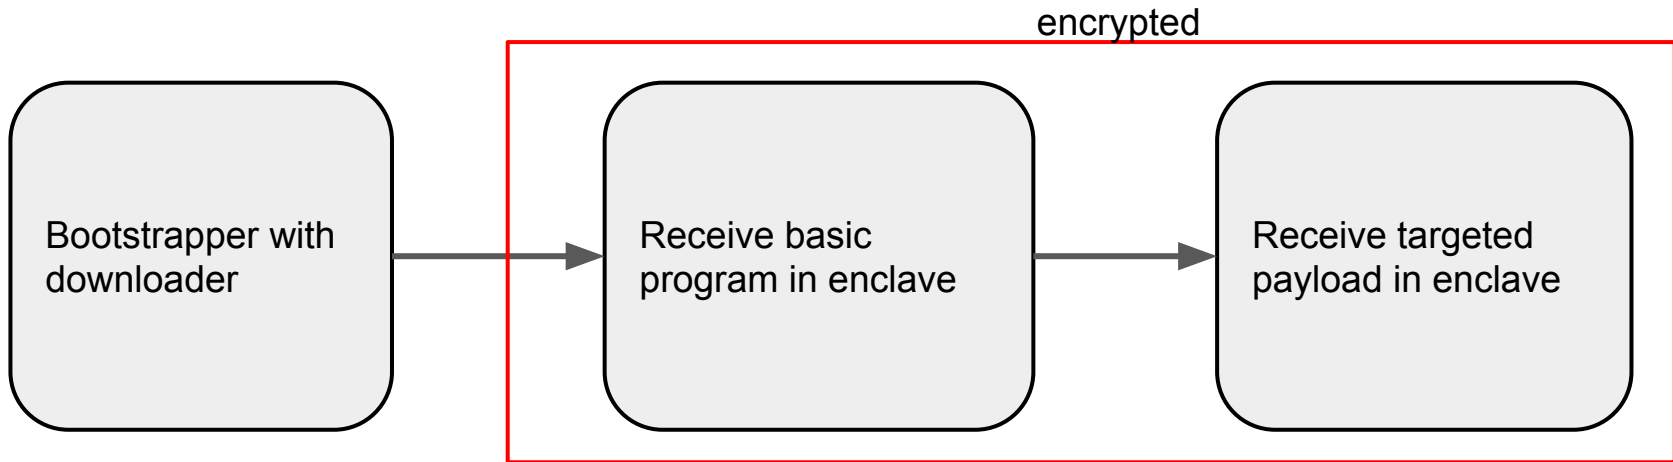 encrypted
Bootstrapper with
downloader
Receive basic
program in enclave
Receive targeted
payload in enclave